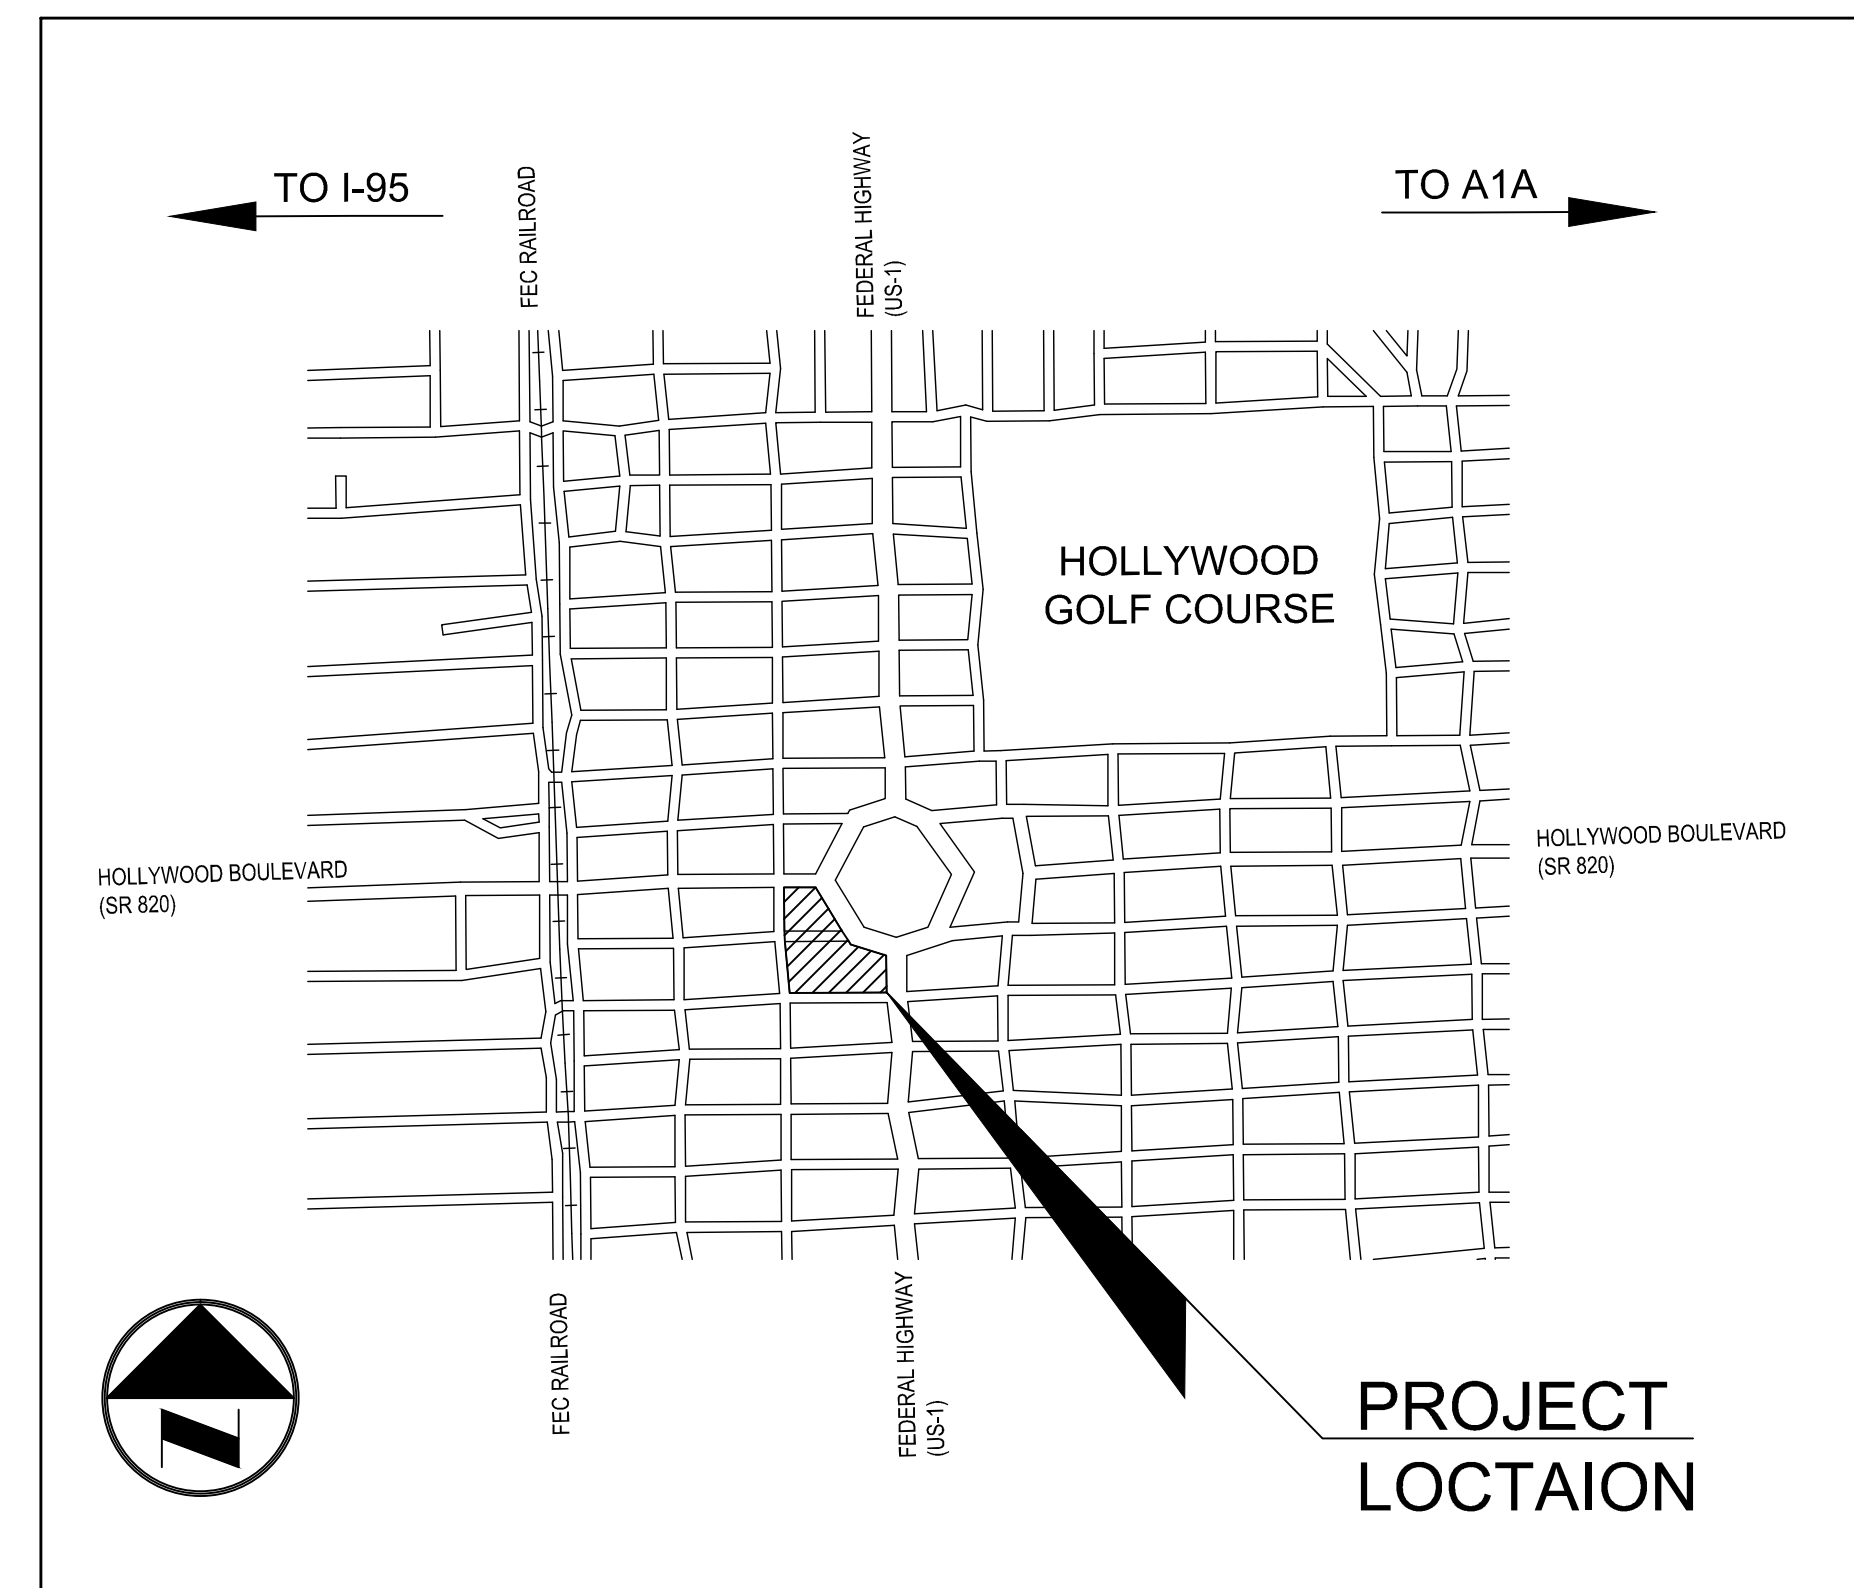 TO I-95
TO A1A
FEC RAILROAD
FEDERAL HIGHWAY
(US-1)
HOLLYWOOD
GOLF COURSE
HOLLYWOOD BOULEVARD
(SR 820)
HOLLYWOOD BOULEVARD
(SR 820)
FEC RAILROAD
FEDERAL HIGHWAY
(US-1)
N
PROJECT
LOCTAION